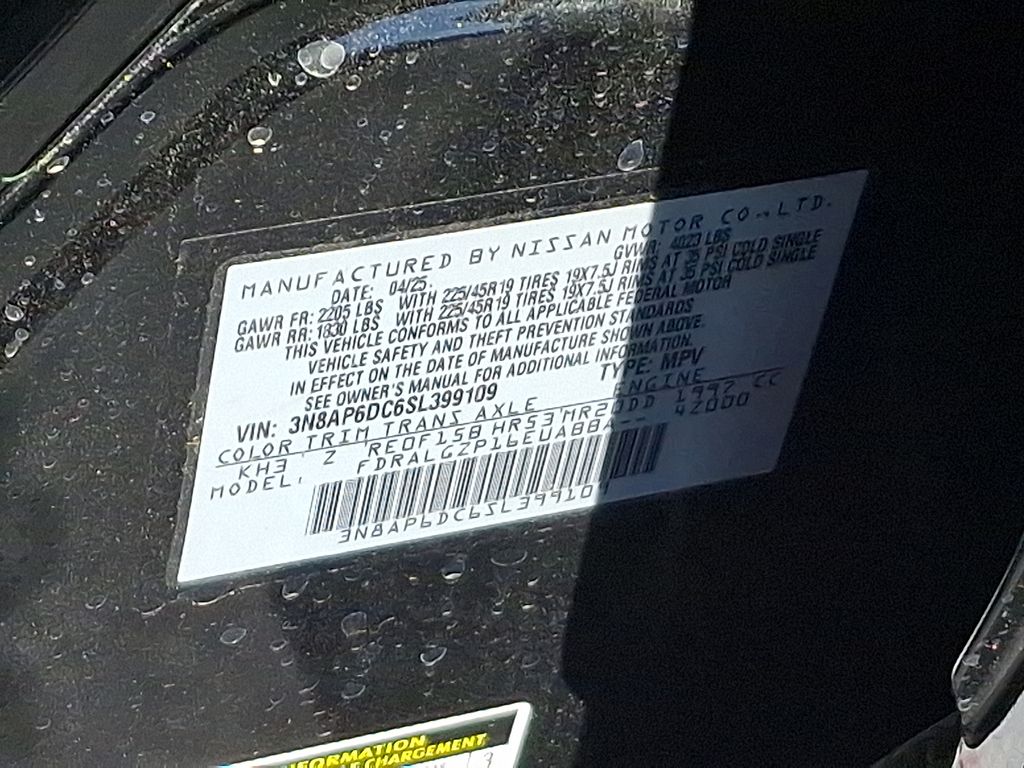 MANUFACTURED BY NISSAN MOTOR CO., LTD.
DATE: 04/25. GVWR: 4023 LBS
GAWR FR: 2205 LBS WITH 225/45R19 TIRES 19X7.5J RIMS AT PSI COLD SINGLE
GAWR RR: 1830 LBS WITH 225/45R19 TIRES 19X7.5J RIMS AT PSI COLD SINGLE
THIS VEHICLE CONFORMS TO ALL APPLICABLE FEDERAL MOTOR
VEHICLE SAFETY AND THEFT PREVENTION STANDARDS
IN EFFECT ON THE DATE OF MANUFACTURE SHOWN ABOVE.
SEE OWNER'S MANUAL FOR ADDITIONAL INFORMATION.
VIN: 3N8AP6DC6SL399109 TYPE: MPV
COLOR TRIM TRANS AXLE ENGINE
KH3 Z RE0F15B HR53 MR20DD 1997 CC
MODEL: FDRALGZP16EUABBA-- 4Z000
3N8AP6DC6SL39910
INFORMATION
CHARGEMENT